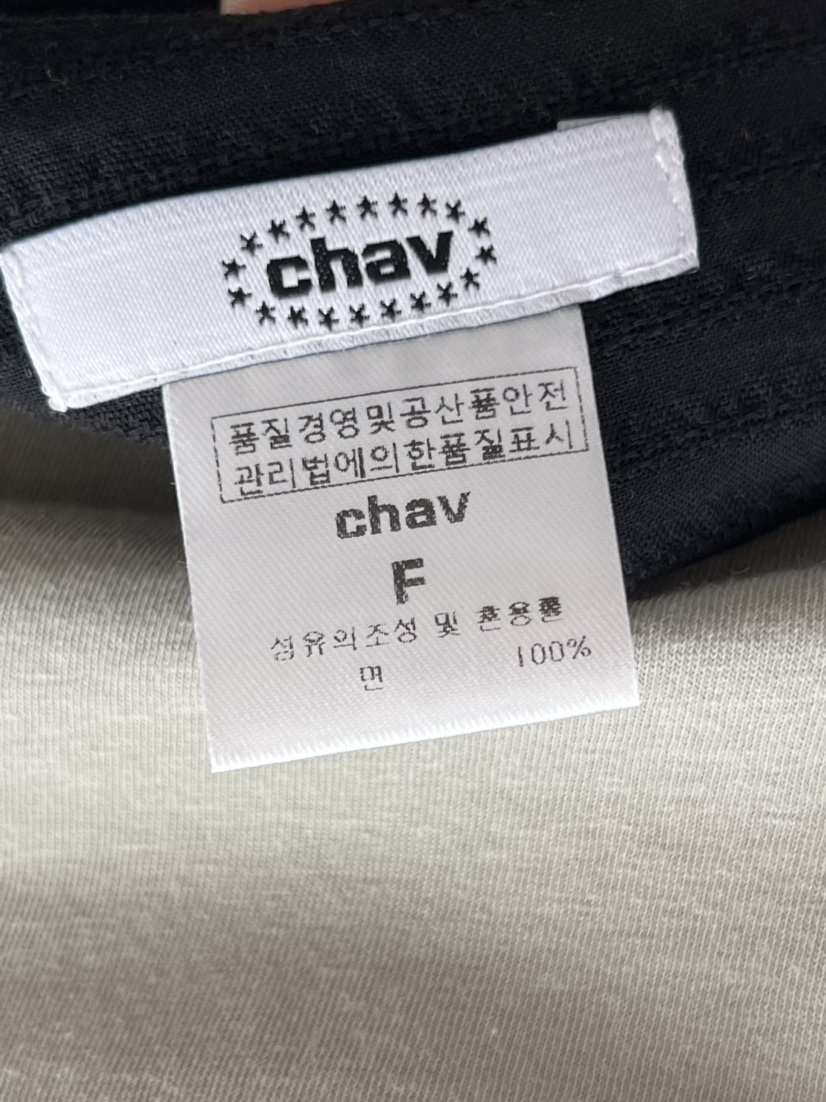 chav
품질경영및공산품안전
관리법에의한품질표시
chav
F
섬유의조성 및 혼용률
면 100%